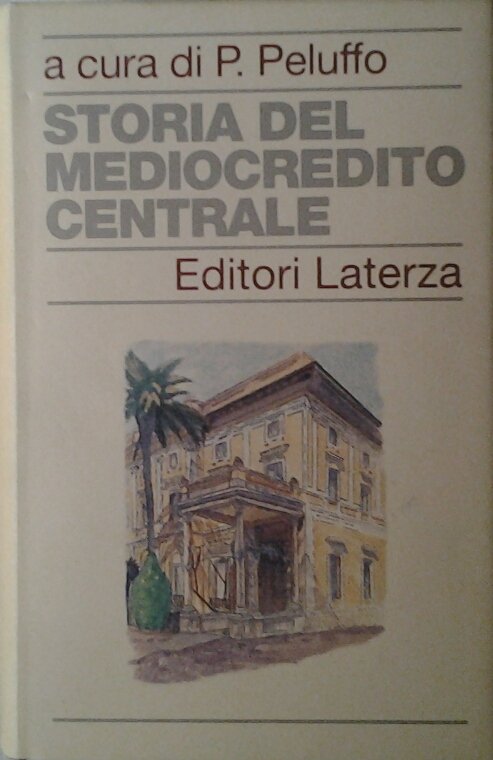 a cura di P. Peluffo
STORIA DEL
MEDIOCREDITO
CENTRALE
Editori Laterza